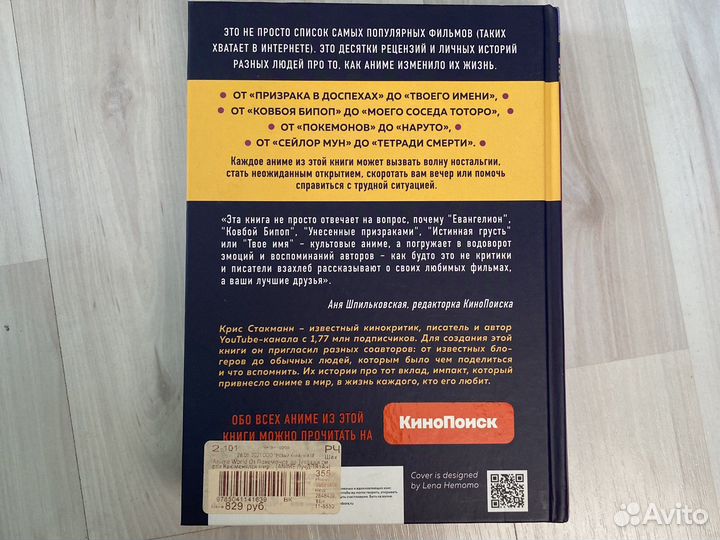 ЭТО НЕ ПРОСТО СПИСОК САМЫХ ПОПУЛЯРНЫХ ФИЛЬМОВ (ТАКИХ
ХВАТАЕТ В ИНТЕРНЕТЕ). ЭТО ДЕСЯТКИ РЕЦЕНЗИЙ И ЛИЧНЫХ ИСТОРИЙ
РАЗНЫХ ЛЮДЕЙ ПРО ТО, КАК АНИМЕ ИЗМЕНИЛО ИХ ЖИЗНЬ.
• ОТ «ПРИЗРАКА В ДОСПЕХАХ» ДО «ТВОЕГО ИМЕНИ», •
• ОТ «КОВБОЯ БИПОП» ДО «МОЕГО СОСЕДА ТОТОРО», •
• ОТ «ПОКЕМОНОВ» ДО «НАРУТО», •
• ОТ «СЕЙЛОР МУН» ДО «ТЕТРАДИ СМЕРТИ». •
Каждое аниме из этой книги может вызвать волну ностальгии,
стать неожиданным открытием, скоротать вам вечер или помочь
справиться с трудной ситуацией.
«Эта книга не просто отвечает на вопрос, почему "Евангелион",
"Ковбой Бипоп", "Унесенные призраками", "Истинная грусть"
или "Твое имя" – культовые аниме, а погружает в водоворот
эмоций и воспоминаний авторов – как будто это не критики
и писатели взахлеб рассказывают о своих любимых фильмах,
а ваши лучшие друзья».
Аня Шпильковская, редакторка КиноПоиска
Крис Стакманн – известный кинокритик, писатель и автор
YouTube-канала с 1,77 млн подписчиков. Для создания этой
книги он пригласил разных соавторов: от известных бло-
геров до обычных людей, которым было чем поделиться
и что вспомнить. Их истории про тот вклад, импакт, который
привнесло аниме в мир, в жизнь каждого, кто его любит.
ОБО ВСЕХ АНИМЕ ИЗ ЭТОЙ
КНИГИ МОЖНО ПРОЧИТАТЬ НА
КиноПоиск
2 101
РЧ
355
9785041141639
ВК
829 руб
Cover is designed
by Lena Hemomo
Avito